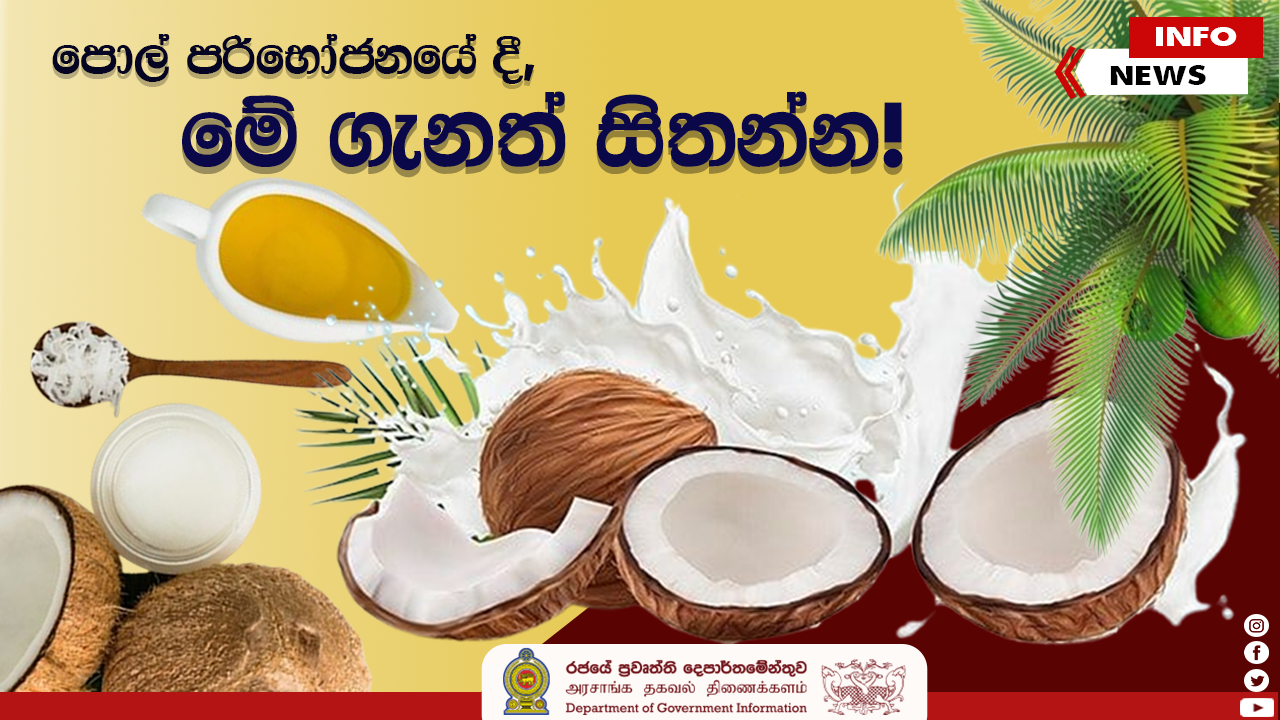 පොල් පරිභෝජනයේ දී,
මේ ගැනත් සිතන්න!
INFO
NEWS
රජයේ ප්‍රවෘත්ති දෙපාර්තමේන්තුව
அரசாங்க தகவல் திணைக்களம்
Department of Government Information